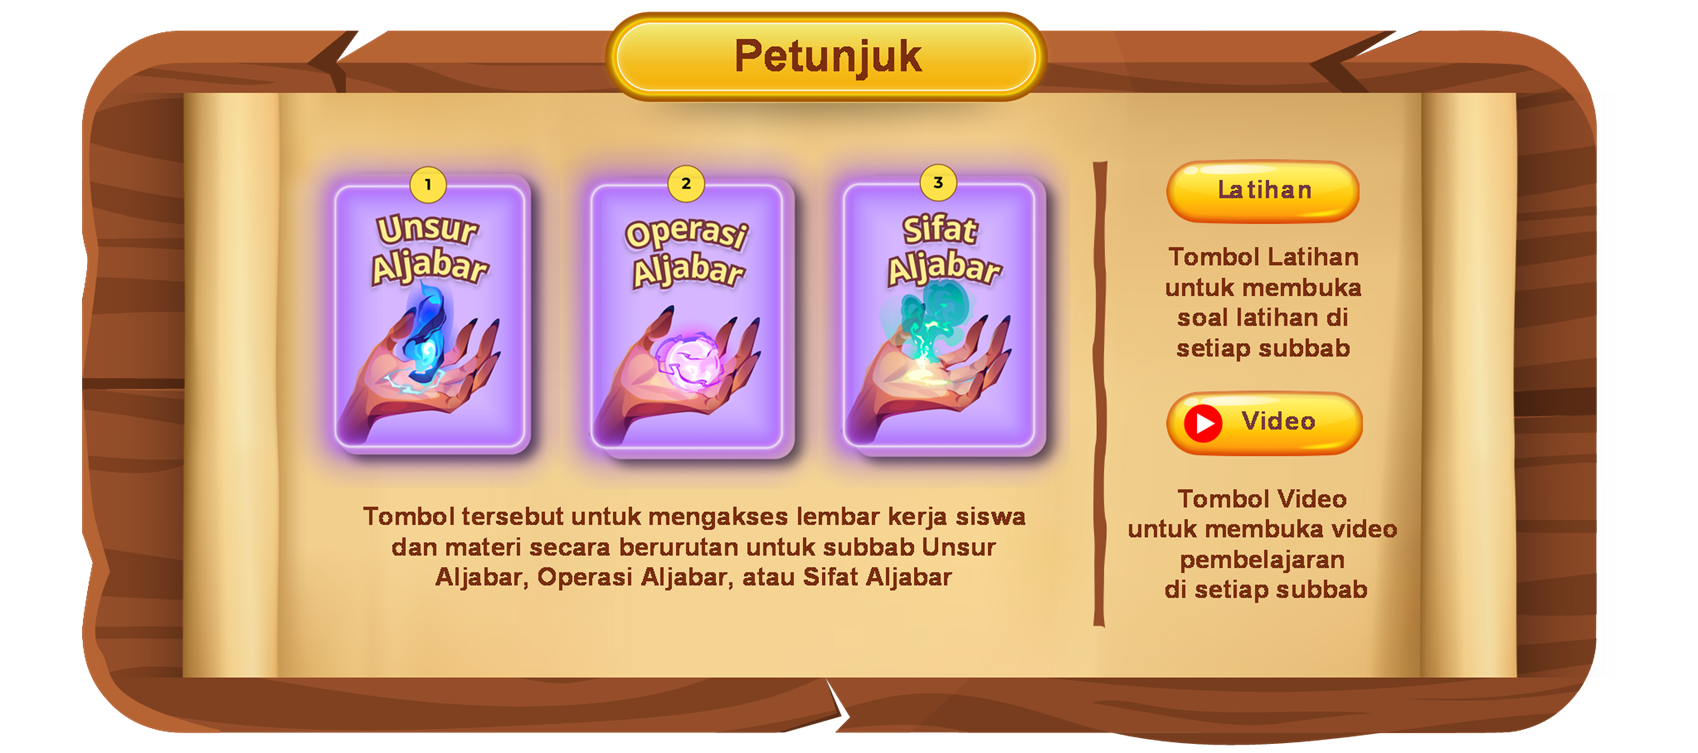 Petunjuk
1
Unsur
Aljabar
2
Operasi
Aljabar
3
Sifat
Aljabar
Tombol tersebut untuk mengakses lembar kerja siswa
dan materi secara berurutan untuk subbab Unsur
Aljabar, Operasi Aljabar, atau Sifat Aljabar
Latihan
Tombol Latihan
untuk membuka
soal latihan di
setiap subbab
Video
Tombol Video
untuk membuka video
pembelajaran
di setiap subbab